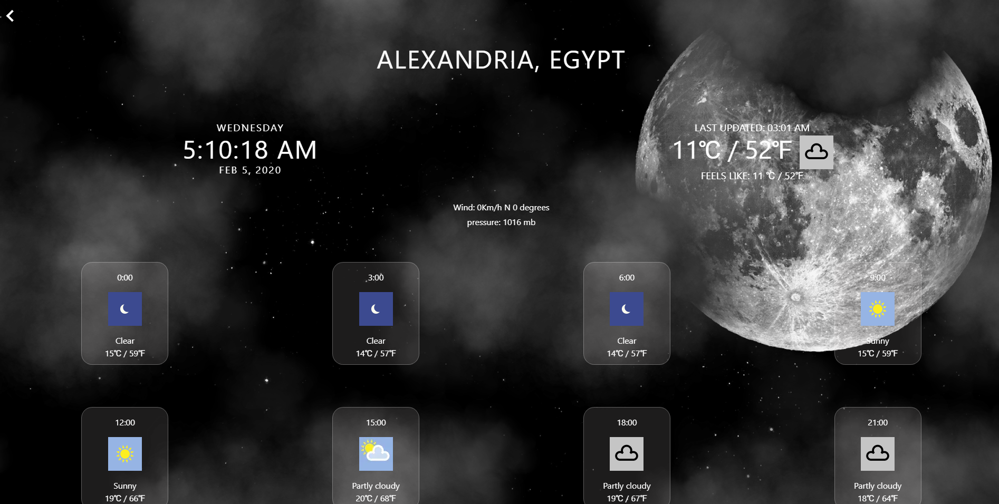 ALEXANDRIA, EGYPT
WEDNESDAY
5:10:18 AM
FEB 5, 2020
LAST UPDATED: 03:01 AM
11℃ / 52℉
FEELS LIKE: 11 ℃ / 52℉
Wind: 0Km/h N 0 degrees
pressure: 1016 mb
0:00
Clear
15℃ / 59℉
3:00
Clear
14℃ / 57℉
6:00
Clear
14℃ / 57℉
9:00
Sunny
15℃ / 59℉
12:00
Sunny
19℃ / 66℉
15:00
Partly cloudy
20℃ / 68℉
18:00
Partly cloudy
19℃ / 67℉
21:00
Partly cloudy
18℃ / 64℉